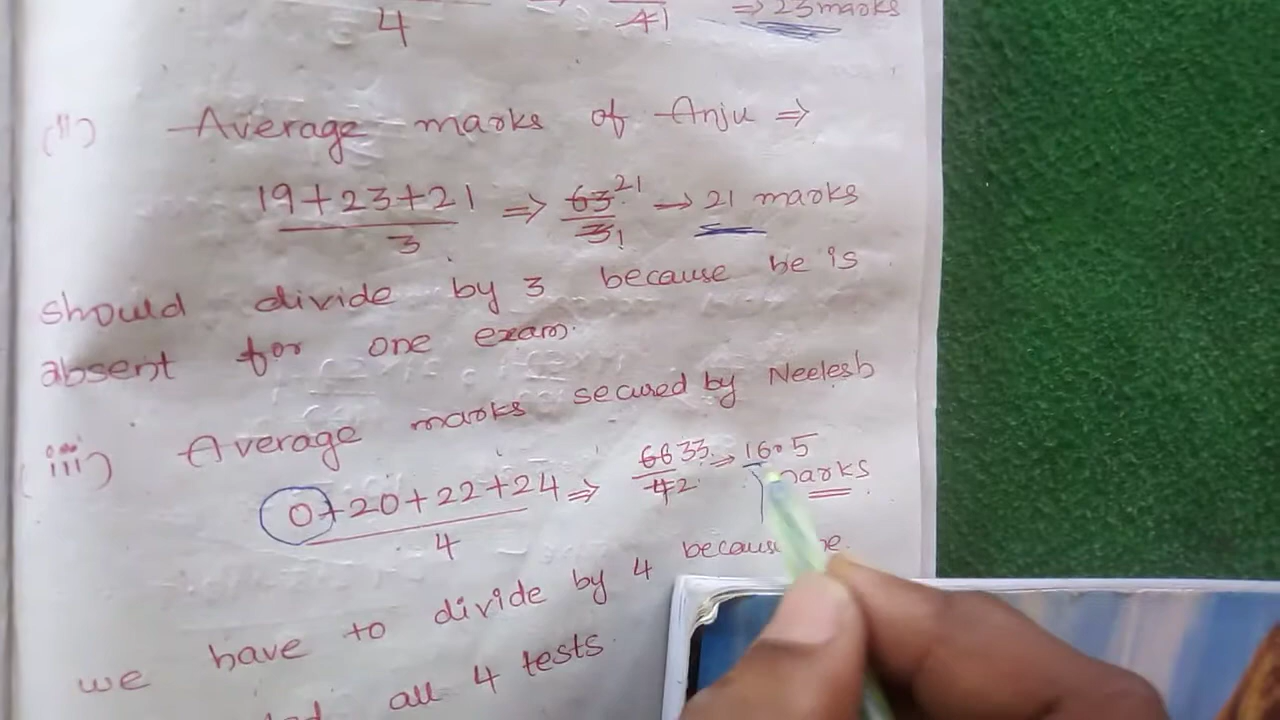 4 41 ⇒ 23 marks
(ii) Average marks of Anju ⇒
19+23+21 ⇒ 63 21 → 21 marks
3 3 1
should divide by 3 because he is
absent for one exam.
(iii) Average marks secured by Neelesh
0+20+22+24 ⇒ 66 33 ⇒ 16.5
4 42 marks
we have to divide by 4 because he
all 4 tests